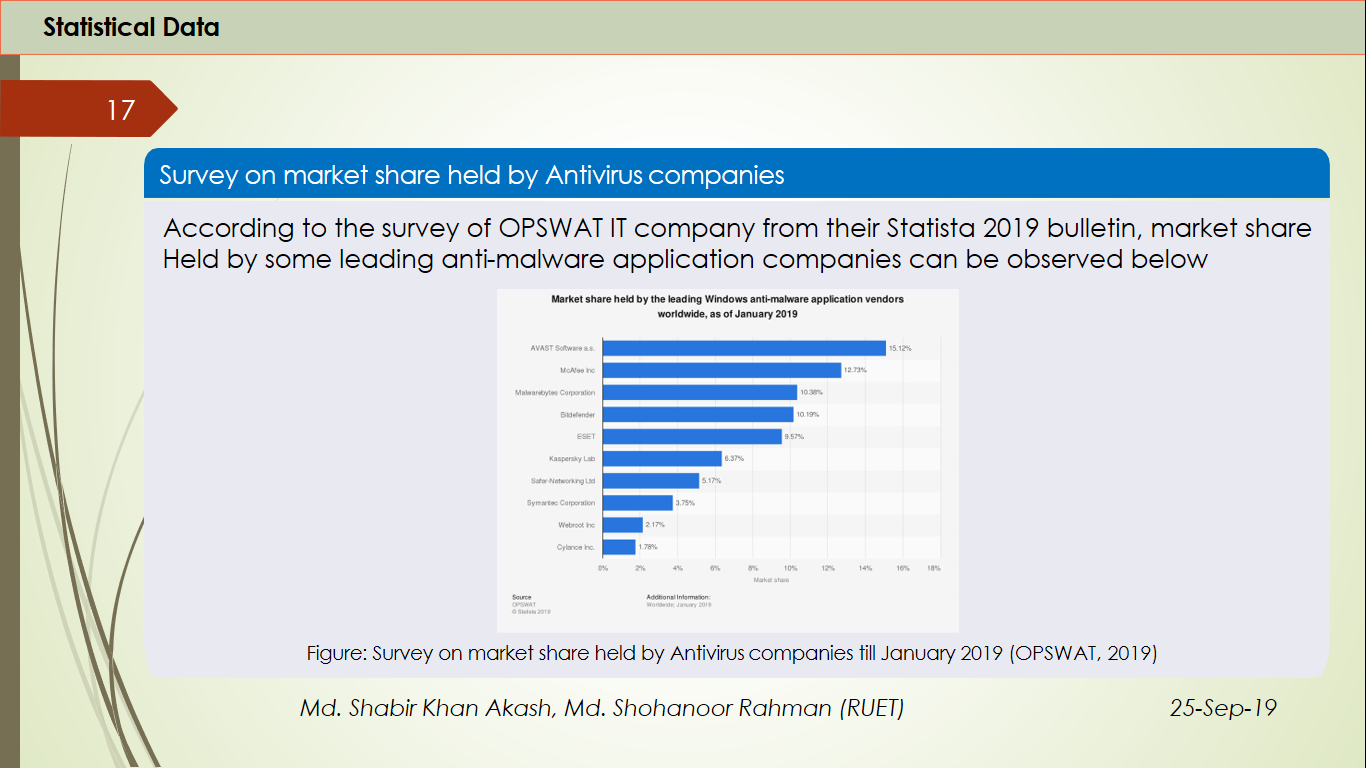 Statistical Data
17
Survey on market share held by Antivirus companies
According to the survey of OPSWAT IT company from their Statista 2019 bulletin, market share
Held by some leading anti-malware application companies can be observed below
Market share held by the leading Windows anti-malware application vendors
worldwide, as of January 2019
AVAST Software a.s. 15.12%
McAfee Inc 12.73%
Malwarebytes Corporation 10.38%
Bitdefender 10.19%
ESET 9.57%
Kaspersky Lab 6.37%
Safer-Networking Ltd 5.17%
Symantec Corporation 3.75%
Webroot Inc 2.17%
Cylance Inc. 1.78%
0% 2% 4% 6% 8% 10% 12% 14% 16% 18%
Market share
Source Additional Information:
OPSWAT Worldwide; January 2019
© Statista 2019
Figure: Survey on market share held by Antivirus companies till January 2019 (OPSWAT, 2019)
Md. Shabir Khan Akash, Md. Shohanoor Rahman (RUET) 25-Sep-19